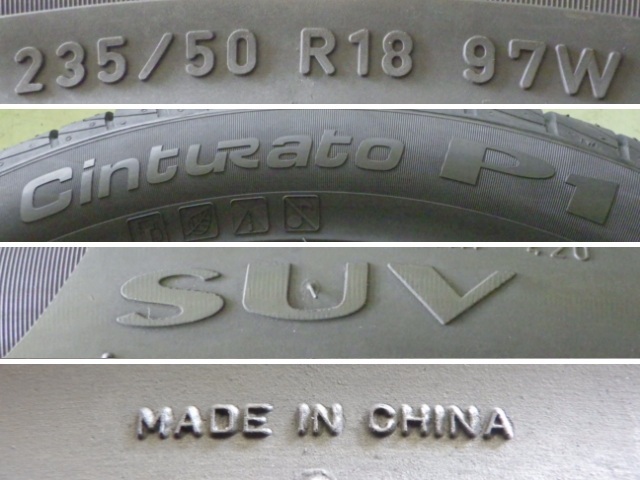 235/50 R18 97W
Cinturato P1
SUV
MADE IN CHINA